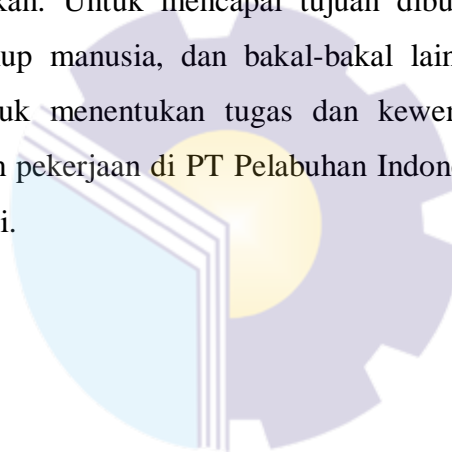 kan. Untuk mencapai tujuan dibu
up manusia, dan bakal-bakal lain
uk menentukan tugas dan kewer
n pekerjaan di PT Pelabuhan Indon
i.